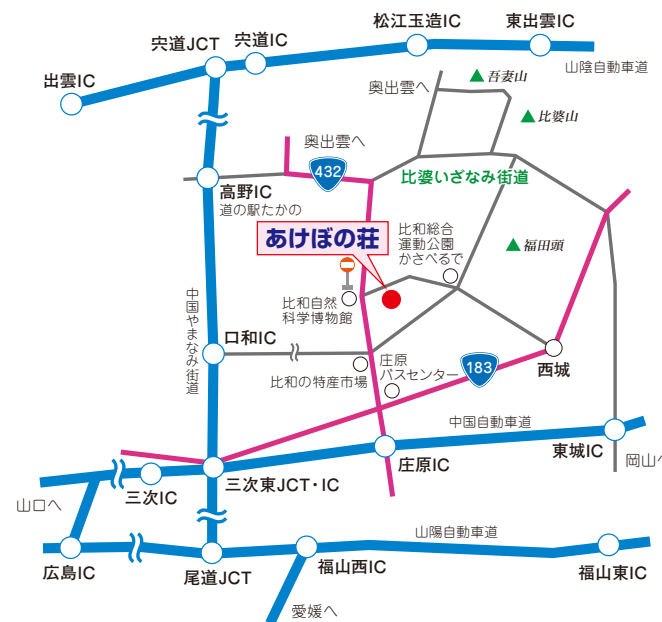 松江玉造IC
東出雲IC
宍道JCT
宍道IC
山陰自動車道
出雲IC
奥出雲へ
吾妻山
比婆山
奥出雲へ
432
比婆いざなみ街道
高野IC
道の駅たかの
あけぼの荘
比和総合
運動公園
かさべるで
福田頭
比和自然
科学博物館
中国やまなみ街道
口和IC
庄原
バスセンター
183
西城
比和の特産市場
中国自動車道
庄原IC
東城IC
岡山へ
三次東JCT・IC
三次IC
山口へ
山陽自動車道
広島IC
尾道JCT
福山西IC
福山東IC
愛媛へ